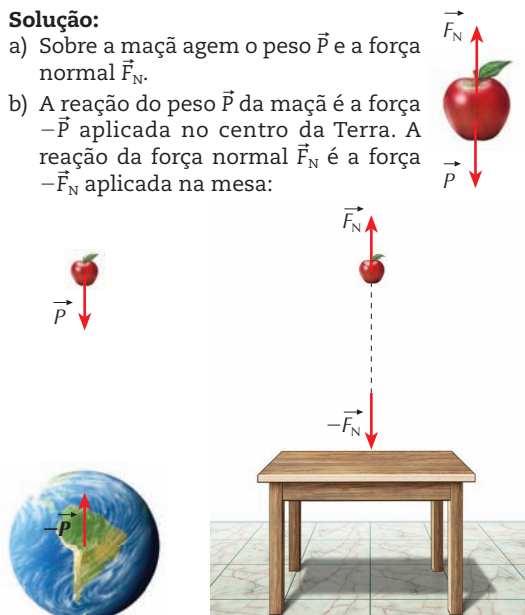 Solução:
a) Sobre a maçã agem o peso P⃗ e a força
normal F⃗N.
b) A reação do peso P⃗ da maçã é a força
−P⃗ aplicada no centro da Terra. A
reação da força normal F⃗N é a força
−F⃗N aplicada na mesa:
F⃗N
P⃗
F⃗N
P⃗
−F⃗N
−P⃗